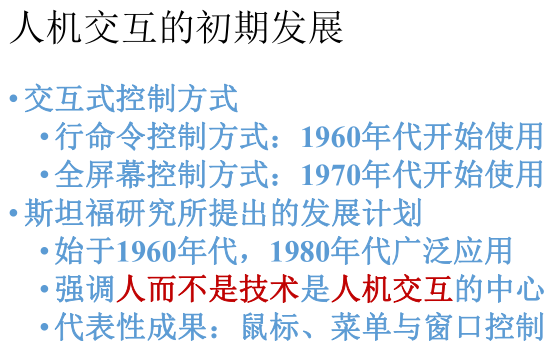 人机交互的初期发展
•交互式控制方式
•行命令控制方式：1960年代开始使用
•全屏幕控制方式：1970年代开始使用
•斯坦福研究所提出的发展计划
•始于1960年代，1980年代广泛应用
•强调人而不是技术是人机交互的中心
•代表性成果：鼠标、菜单与窗口控制